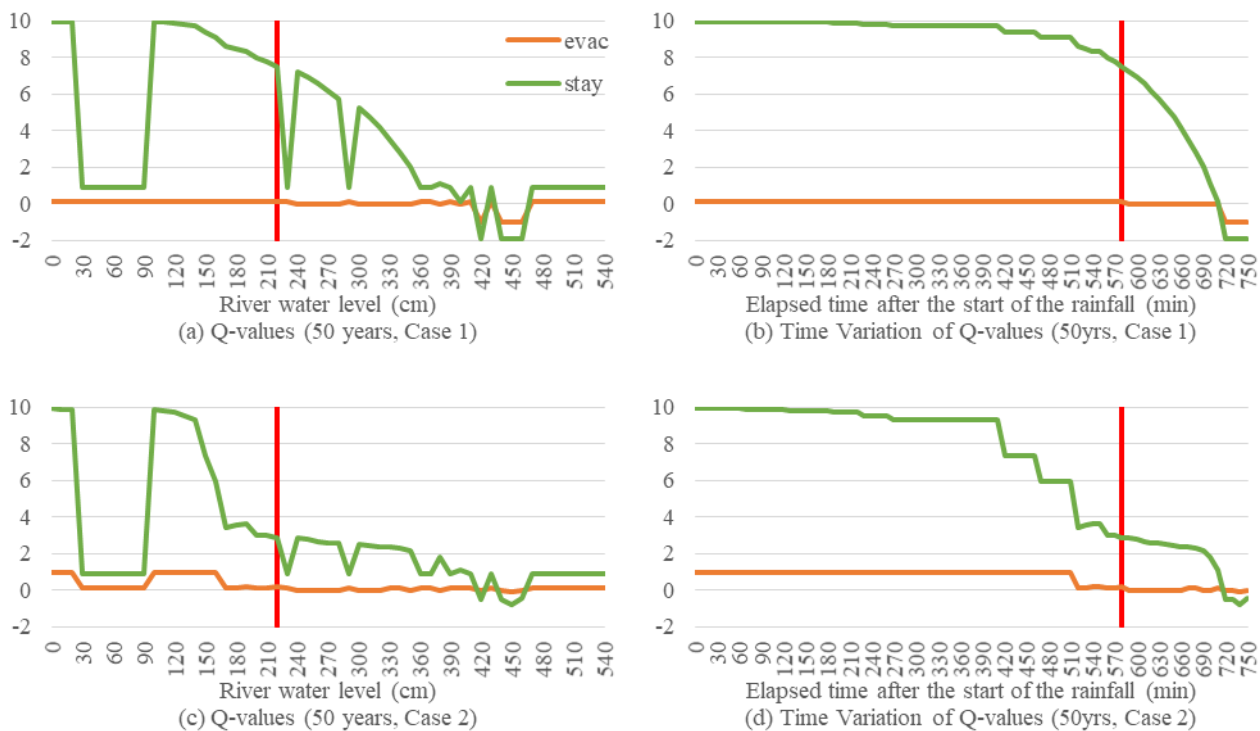 10
8
6
4
2
0
-2
evac
stay
0 30 60 90 120 150 180 210 240 270 300 330 360 390 420 450 480 510 540
River water level (cm)
(a) Q-values (50 years, Case 1)
10
8
6
4
2
0
-2
0 30 60 90 120 150 180 210 240 270 300 330 360 390 420 450 480 510 540 570 600 630 660 690 720 750
Elapsed time after the start of the rainfall (min)
(b) Time Variation of Q-values (50yrs, Case 1)
10
8
6
4
2
0
-2
0 30 60 90 120 150 180 210 240 270 300 330 360 390 420 450 480 510 540
River water level (cm)
(c) Q-values (50 years, Case 2)
10
8
6
4
2
0
-2
0 30 60 90 120 150 180 210 240 270 300 330 360 390 420 450 480 510 540 570 600 630 660 690 720 750
Elapsed time after the start of the rainfall (min)
(d) Time Variation of Q-values (50yrs, Case 2)